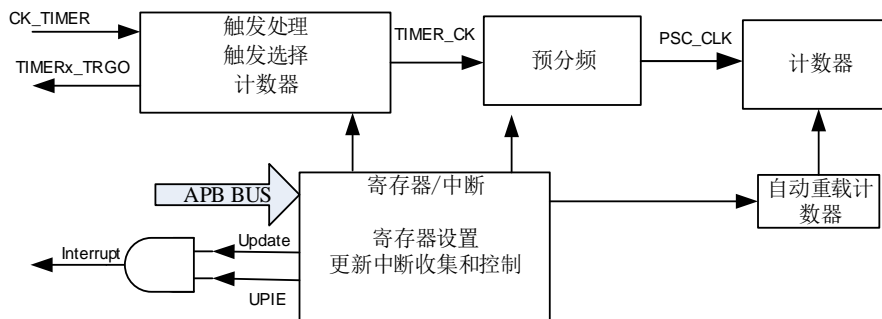 CK_TIMER
TIMERx_TRGO
触发处理
触发选择
计数器
TIMER_CK
预分频
PSC_CLK
计数器
APB BUS
寄存器/中断
寄存器设置
更新中断收集和控制
自动重载计
数器
Interrupt
Update
UPIE